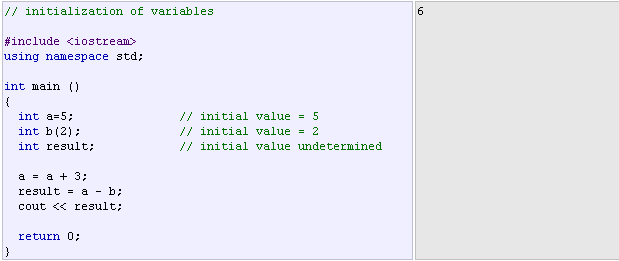 // initialization of variables
#include <iostream>
using namespace std;
int main ()
{
int a=5; // initial value = 5
int b(2); // initial value = 2
int result; // initial value undetermined
a = a + 3;
result = a - b;
cout << result;
return 0;
}
6